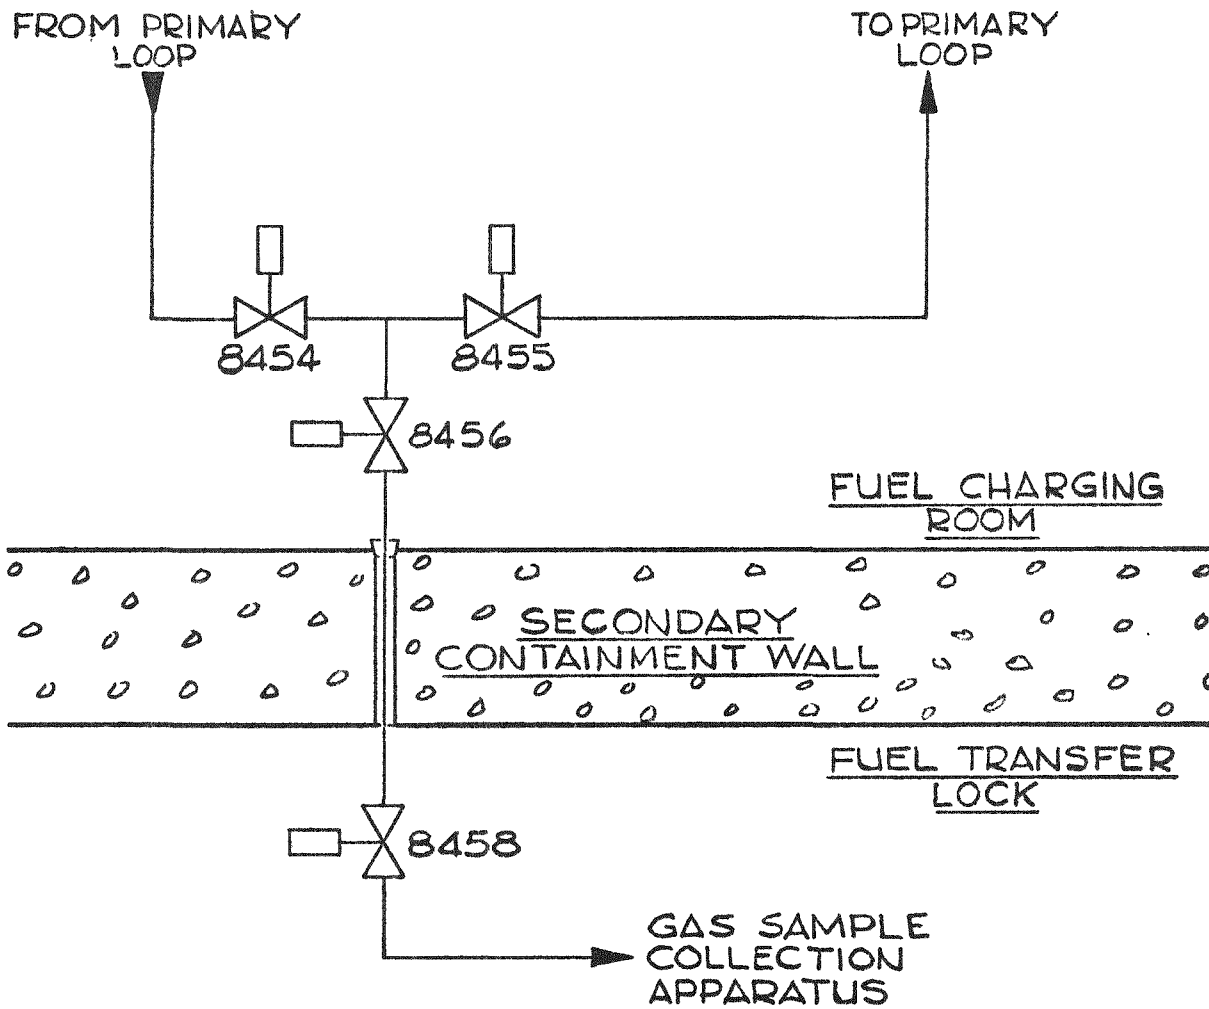 FROM PRIMARY
LOOP
TO PRIMARY
LOOP
8454
8455
8456
FUEL CHARGING
ROOM
SECONDARY
CONTAINMENT WALL
FUEL TRANSFER
LOCK
8458
GAS SAMPLE
COLLECTION
APPARATUS